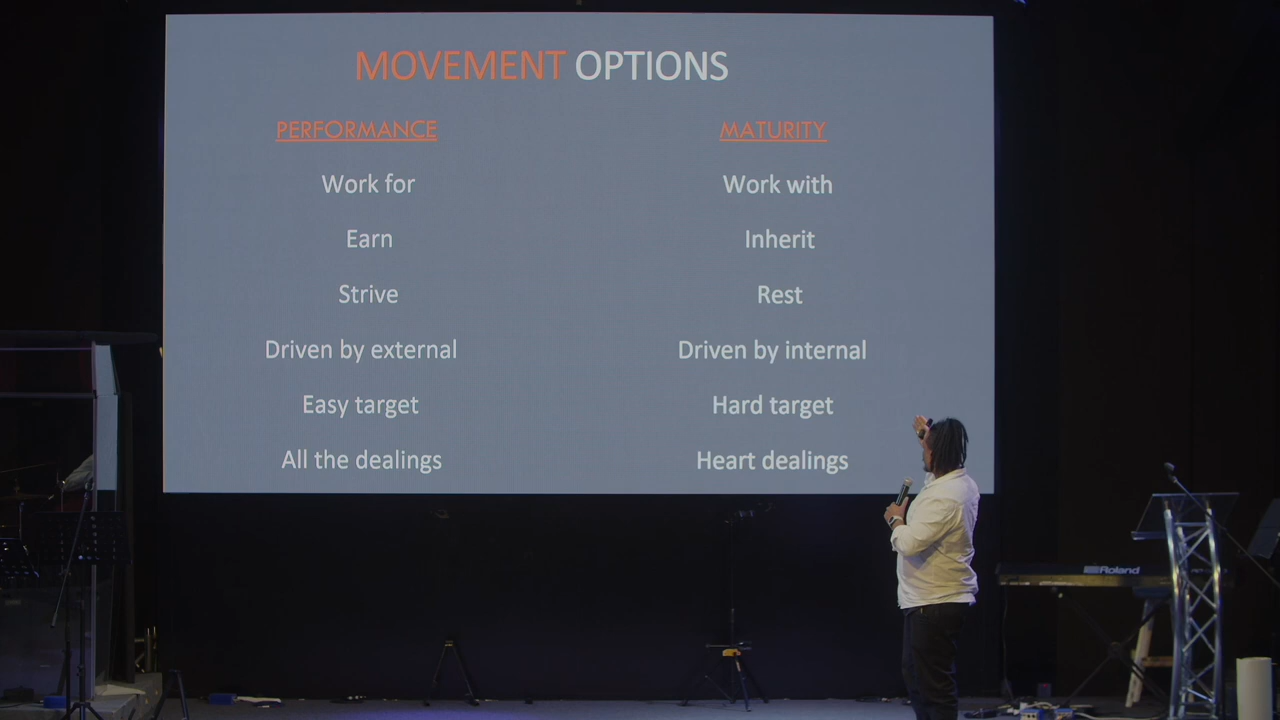 MOVEMENT OPTIONS
PERFORMANCE
Work for
Earn
Strive
Driven by external
Easy target
All the dealings
MATURITY
Work with
Inherit
Rest
Driven by internal
Hard target
Heart dealings
Roland